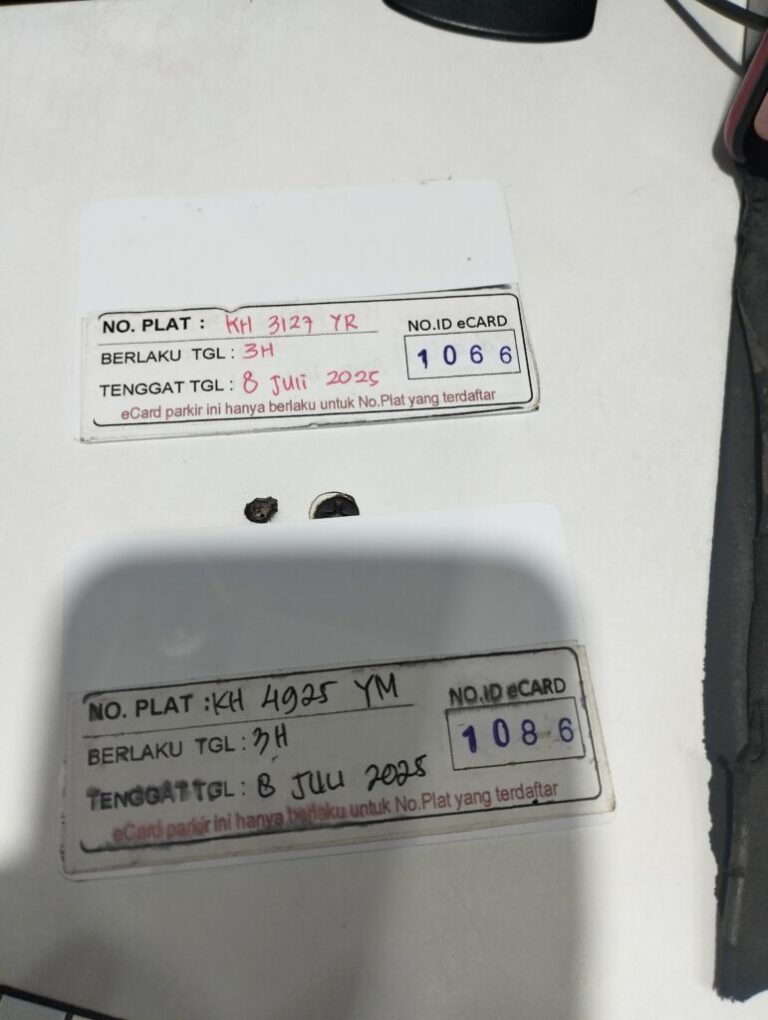 NO. PLAT : KH 3127 YR
NO.ID eCARD
BERLAKU TGL : 3H
1066
TENGGAT TGL : 8 Juli 2025
eCard parkir ini hanya berlaku untuk No.Plat yang terdaftar
NO. PLAT : KH 4925 YM
NO.ID eCARD
BERLAKU TGL : 3H
1086
TENGGAT TGL : 8 JULI 2025
eCard parkir ini hanya berlaku untuk No.Plat yang terdaftar